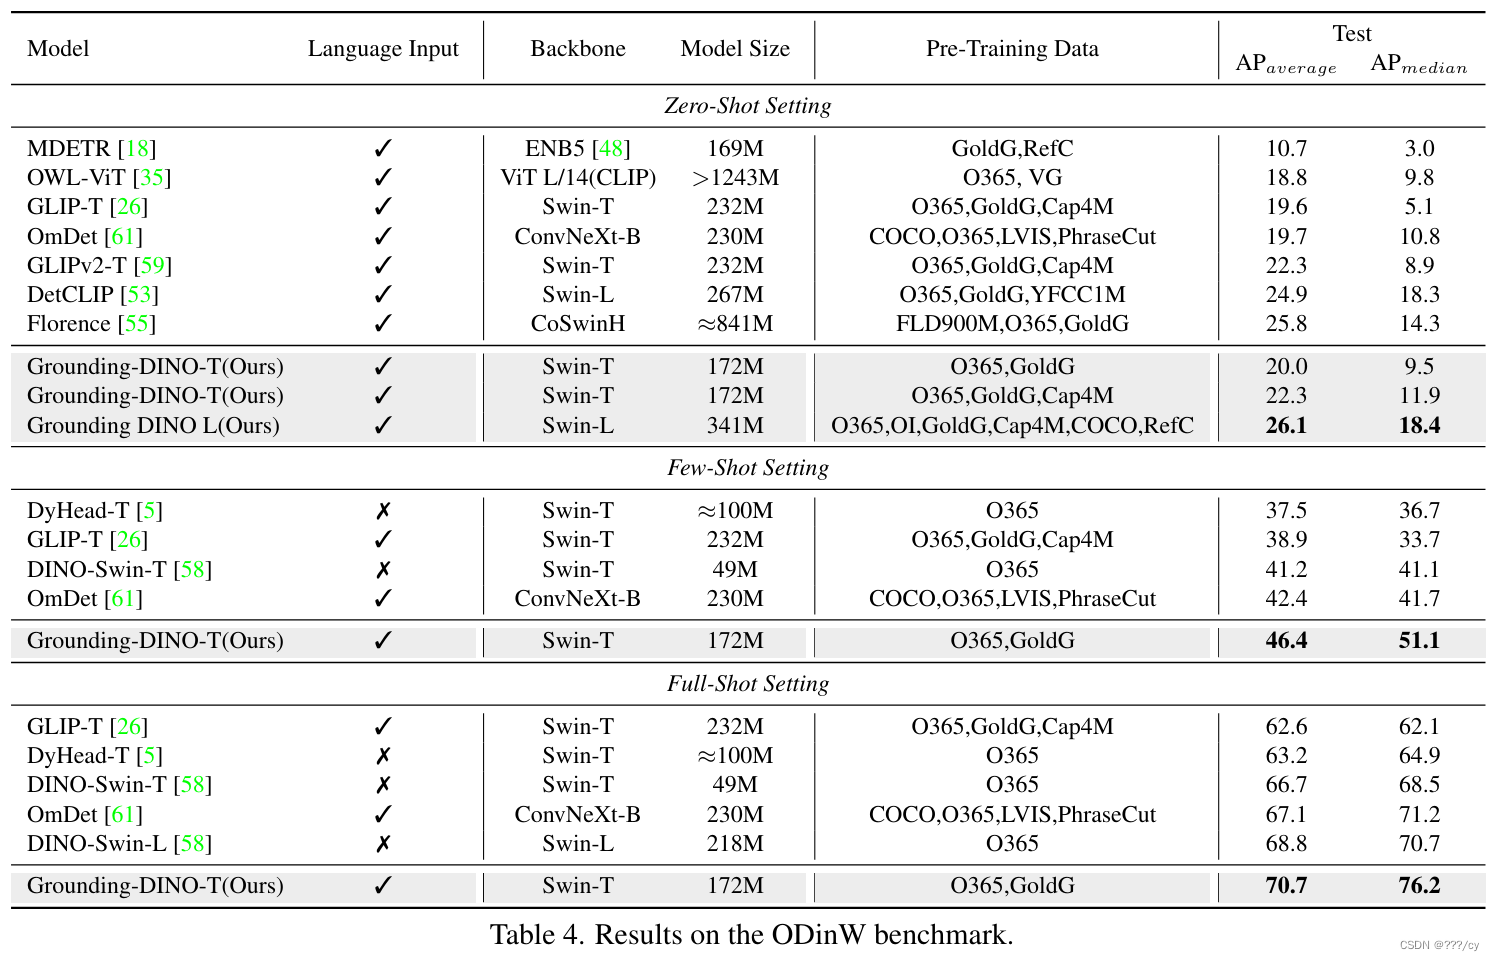 Model Language Input Backbone Model Size Pre-Training Data Test
APaverage APmedian
Zero-Shot Setting
MDETR [18] ✓ ENB5 [48] 169M GoldG,RefC 10.7 3.0
OWL-ViT [35] ✓ ViT L/14(CLIP) >1243M O365, VG 18.8 9.8
GLIP-T [26] ✓ Swin-T 232M O365,GoldG,Cap4M 19.6 5.1
OmDet [61] ✓ ConvNeXt-B 230M COCO,O365,LVIS,PhraseCut 19.7 10.8
GLIPv2-T [59] ✓ Swin-T 232M O365,GoldG,Cap4M 22.3 8.9
DetCLIP [53] ✓ Swin-L 267M O365,GoldG,YFCC1M 24.9 18.3
Florence [55] ✓ CoSwinH ≈841M FLD900M,O365,GoldG 25.8 14.3
Grounding-DINO-T(Ours) ✓ Swin-T 172M O365,GoldG 20.0 9.5
Grounding-DINO-T(Ours) ✓ Swin-T 172M O365,GoldG,Cap4M 22.3 11.9
Grounding DINO L(Ours) ✓ Swin-L 341M O365,OI,GoldG,Cap4M,COCO,RefC 26.1 18.4
Few-Shot Setting
DyHead-T [5] ✗ Swin-T ≈100M O365 37.5 36.7
GLIP-T [26] ✓ Swin-T 232M O365,GoldG,Cap4M 38.9 33.7
DINO-Swin-T [58] ✗ Swin-T 49M O365 41.2 41.1
OmDet [61] ✓ ConvNeXt-B 230M COCO,O365,LVIS,PhraseCut 42.4 41.7
Grounding-DINO-T(Ours) ✓ Swin-T 172M O365,GoldG 46.4 51.1
Full-Shot Setting
GLIP-T [26] ✓ Swin-T 232M O365,GoldG,Cap4M 62.6 62.1
DyHead-T [5] ✗ Swin-T ≈100M O365 63.2 64.9
DINO-Swin-T [58] ✗ Swin-T 49M O365 66.7 68.5
OmDet [61] ✓ ConvNeXt-B 230M COCO,O365,LVIS,PhraseCut 67.1 71.2
DINO-Swin-L [58] ✗ Swin-L 218M O365 68.8 70.7
Grounding-DINO-T(Ours) ✓ Swin-T 172M O365,GoldG 70.7 76.2
Table 4. Results on the ODinW benchmark.
CSDN @???/cy